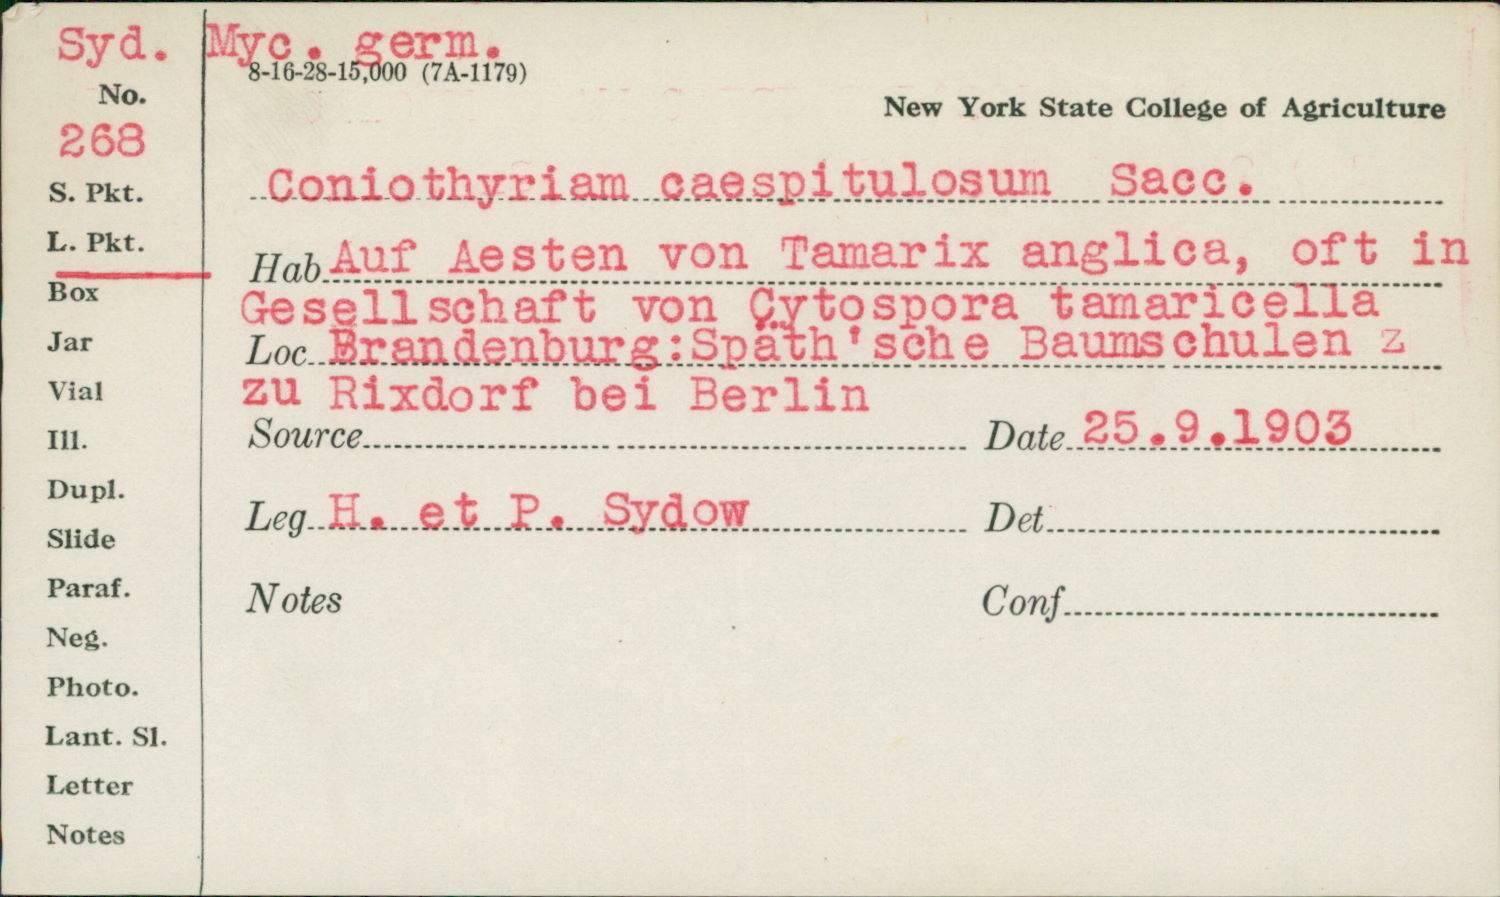 Syd. Myc. germ.
8-16-28-15,000 (7A-1179)
No.
New York State College of Agriculture
268
S. Pkt.
Coniothyriam caespitulosum Sacc.
L. Pkt.
Hab Auf Aesten von Tamarix anglica, oft in
Box
Gesellschaft von Cytospora tamaricella
Jar
Loc Brandenburg:Späth'sche Baumschulen z
Vial
zu Rixdorf bei Berlin
Ill.
Source
Date 25.9.1903
Dupl.
Leg H. et P. Sydow
Det
Slide
Paraf.
Notes
Conf
Neg.
Photo.
Lant. Sl.
Letter
Notes